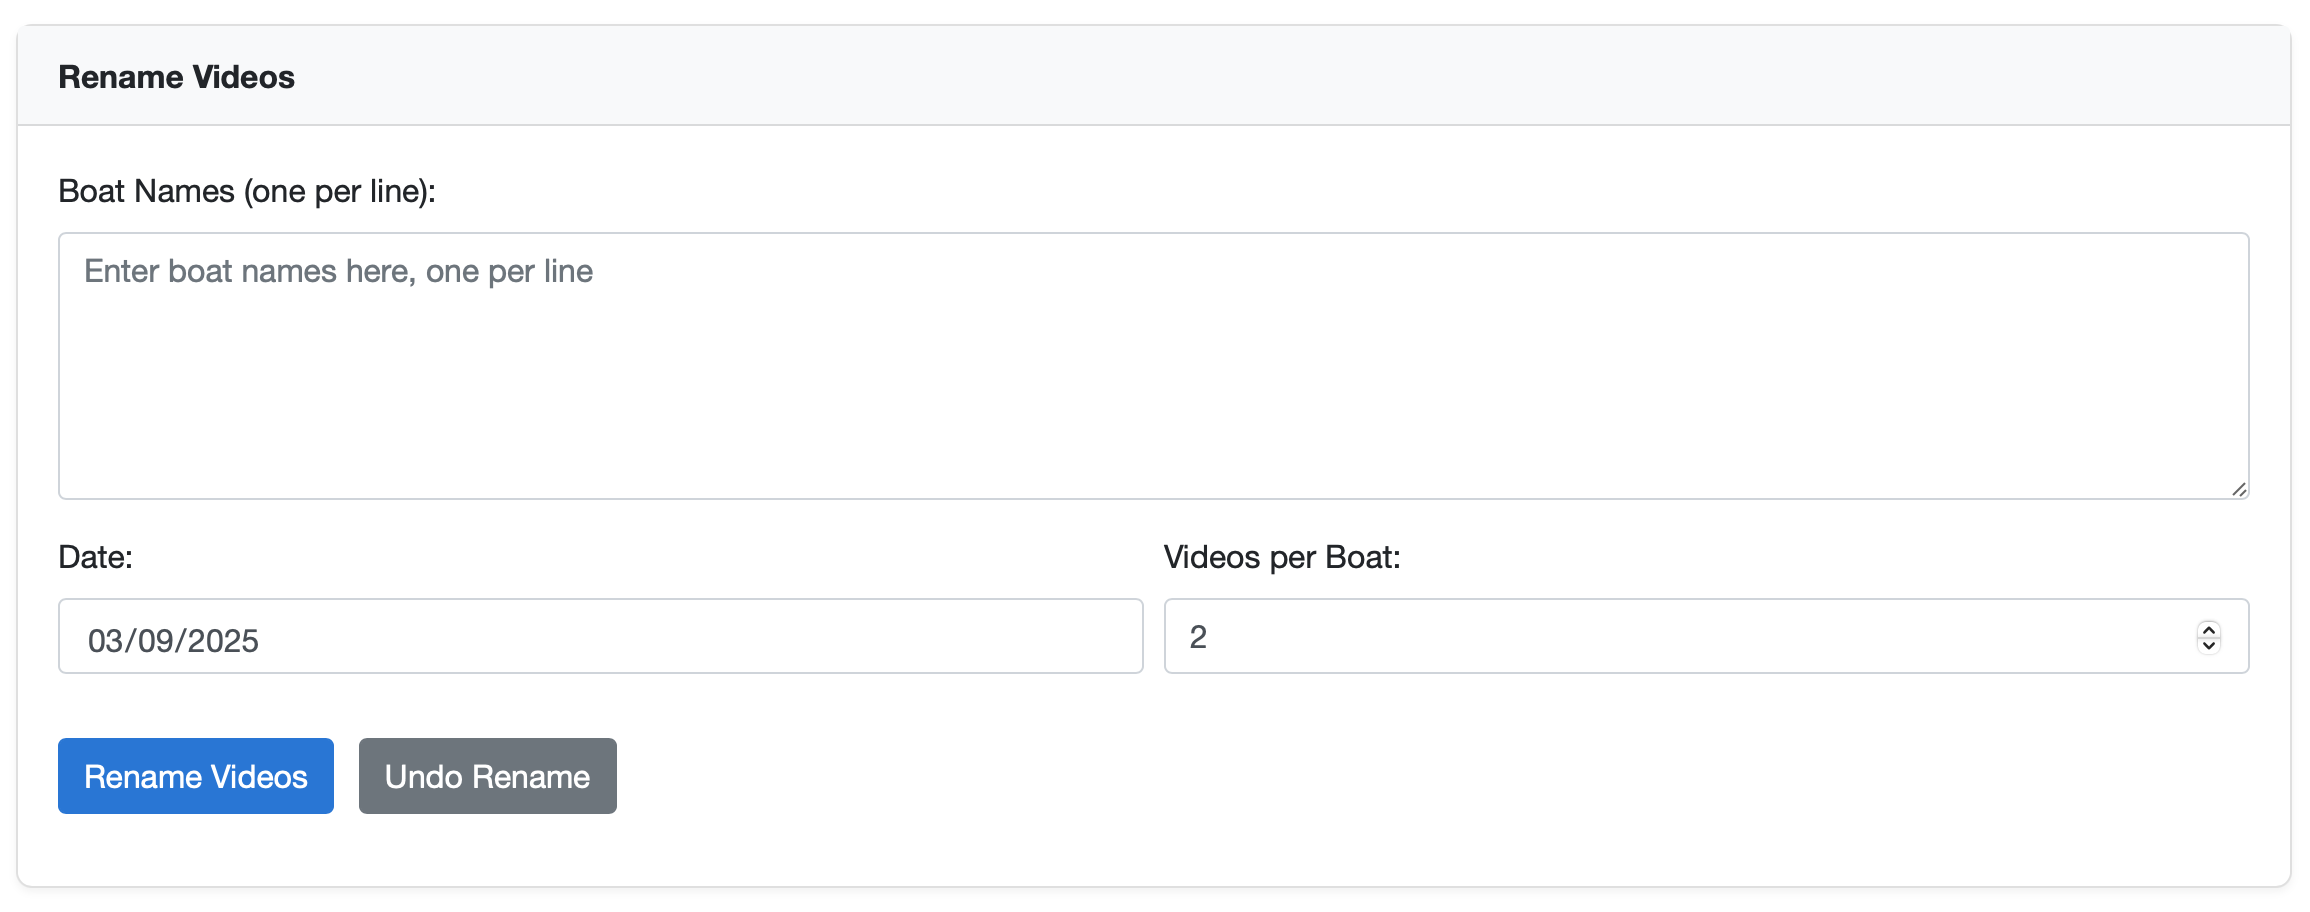 Rename Videos
Boat Names (one per line):
Enter boat names here, one per line
Date:
Videos per Boat:
03/09/2025
2
Rename Videos
Undo Rename